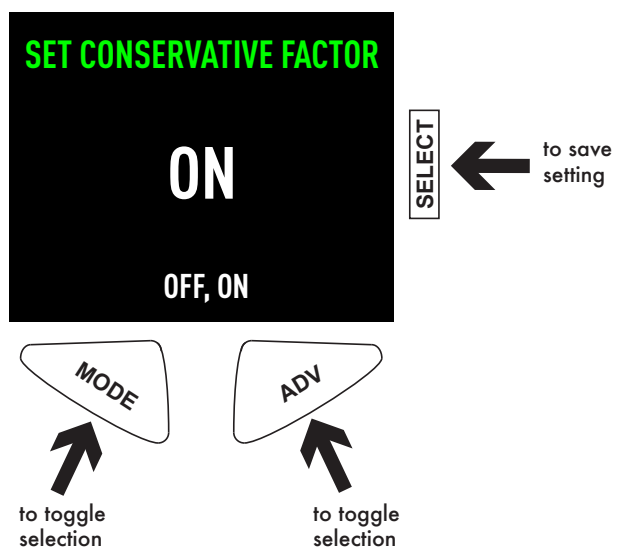 SET CONSERVATIVE FACTOR
ON
OFF, ON
SELECT
to save
setting
MODE
ADV
to toggle
selection
to toggle
selection